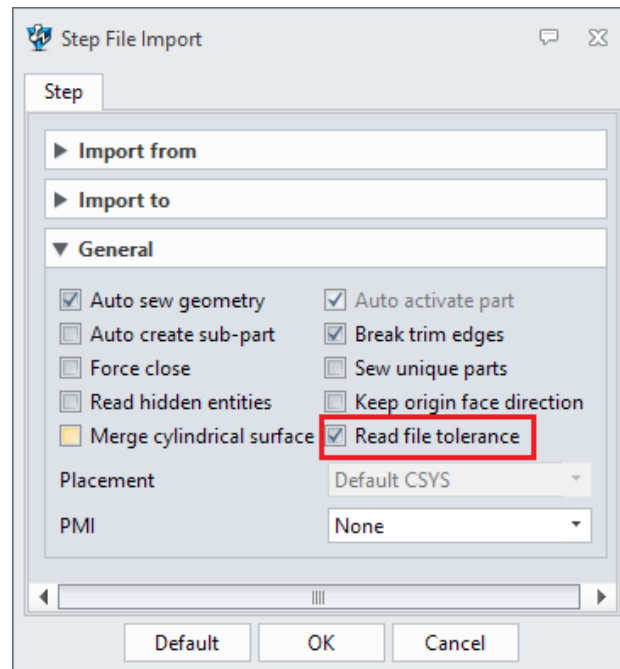 Step File Import
Step
Import from
Import to
General
Auto sew geometry Auto activate part
Auto create sub-part Break trim edges
Force close Sew unique parts
Read hidden entities Keep origin face direction
Merge cylindrical surface Read file tolerance
Placement Default CSYS
PMI None
Default OK Cancel